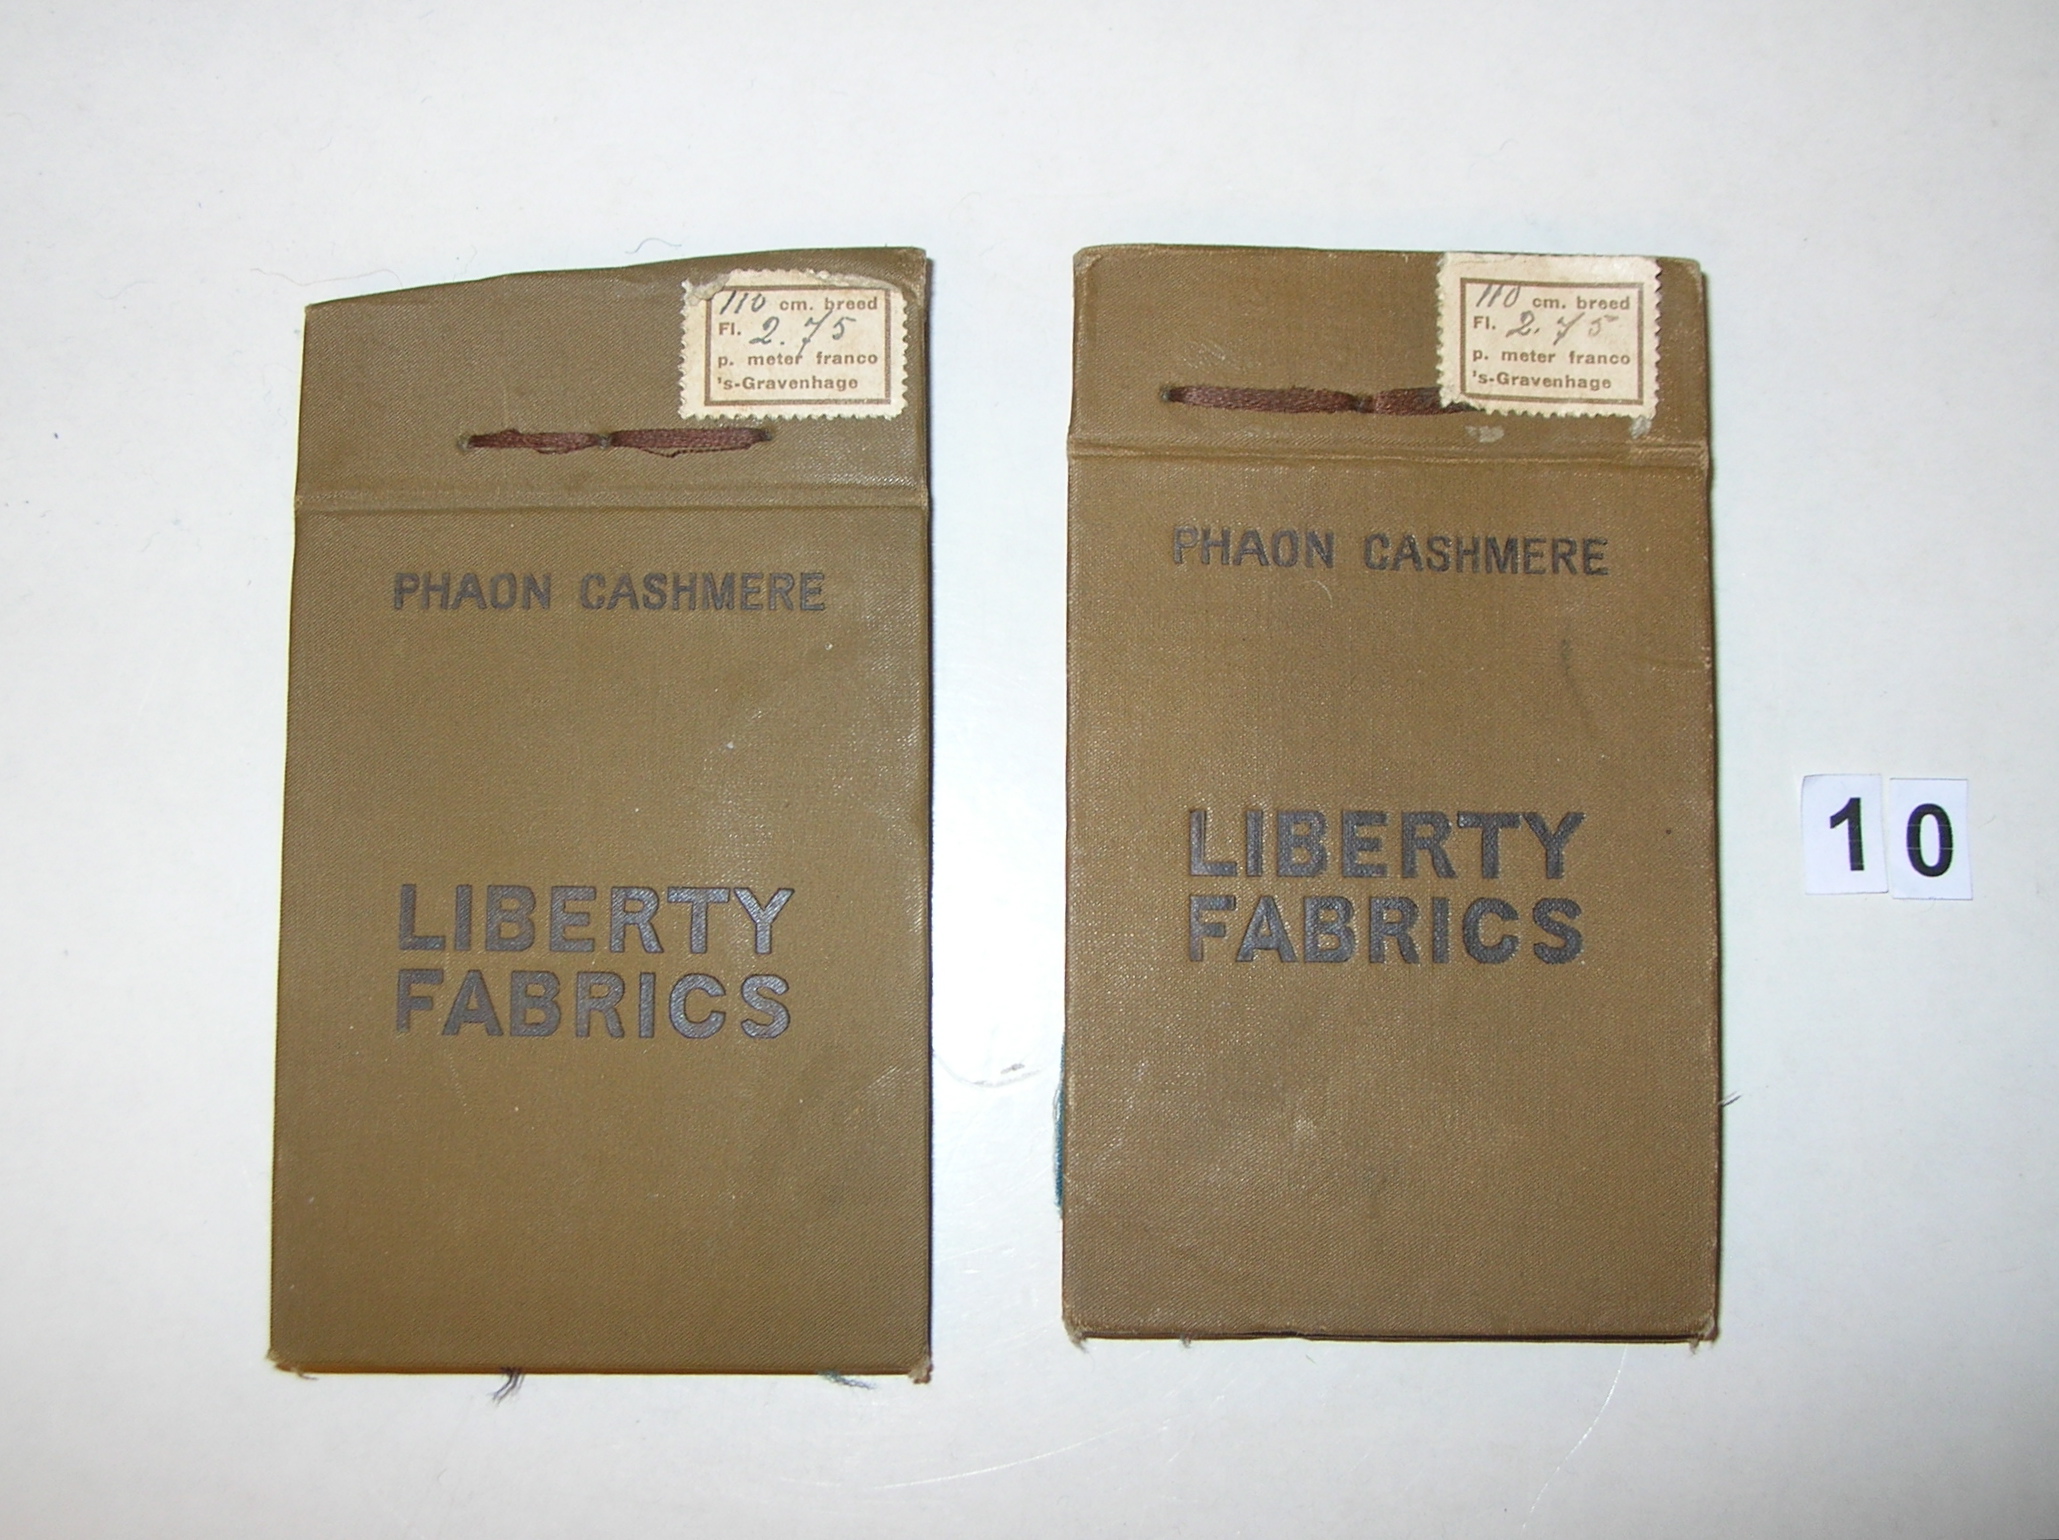 110 cm. breed
Fl. 2.75
p. meter franco
's-Gravenhage
PHAON CASHMERE
LIBERTY
FABRICS
110 cm. breed
Fl. 2.75
p. meter franco
's-Gravenhage
PHAON CASHMERE
LIBERTY
FABRICS
10